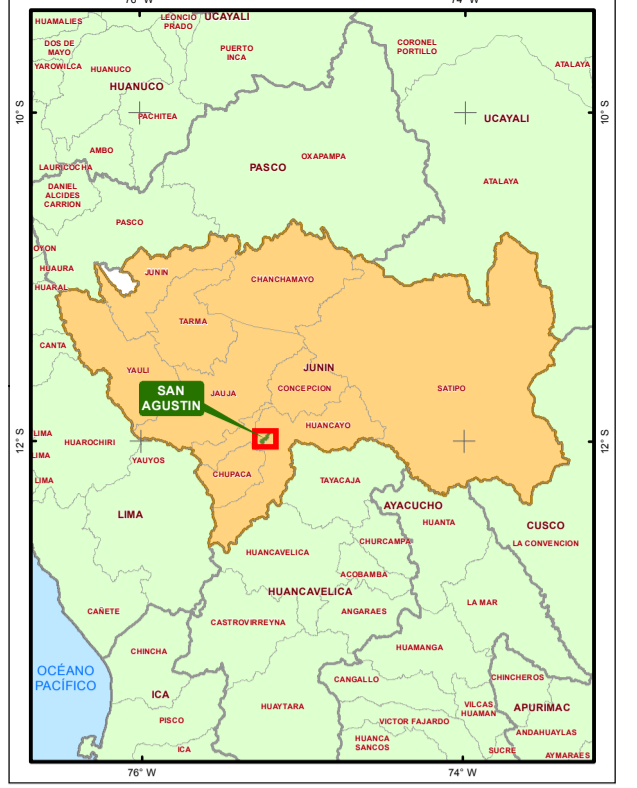 76° W
74° W
HUAMALIES
LEONCIO
PRADO
UCAYALI
DOS DE
MAYO
PUERTO
INCA
CORONEL
PORTILLO
YAROWILCA
HUANUCO
ATALAYA
HUANUCO
10° S
10° S
PACHITEA
UCAYALI
AMBO
OXAPAMPA
LAURICOCHA
PASCO
ATALAYA
DANIEL
ALCIDES
CARRION
PASCO
OYON
HUAURA
JUNIN
CHANCHAMAYO
HUARAL
TARMA
CANTA
YAULI
JUNIN
SAN
AGUSTIN
JAUJA
CONCEPCION
SATIPO
HUANCAYO
LIMA
HUAROCHIRI
12° S
12° S
LIMA
YAUYOS
CHUPACA
LIMA
TAYACAJA
AYACUCHO
LIMA
HUANTA
CUSCO
CHURCAMPA
LA CONVENCION
HUANCAVELICA
ACOBAMBA
HUANCAVELICA
LA MAR
CAÑETE
ANGARAES
CASTROVIRREYNA
HUAMANGA
CHINCHA
OCÉANO
PACÍFICO
CANGALLO
CHINCHEROS
ICA
HUAYTARA
VILCAS
HUAMAN
APURIMAC
PISCO
VICTOR FAJARDO
ANDAHUAYLAS
HUANCA
SANCOS
ICA
SUCRE
AYMARAES
76° W
74° W